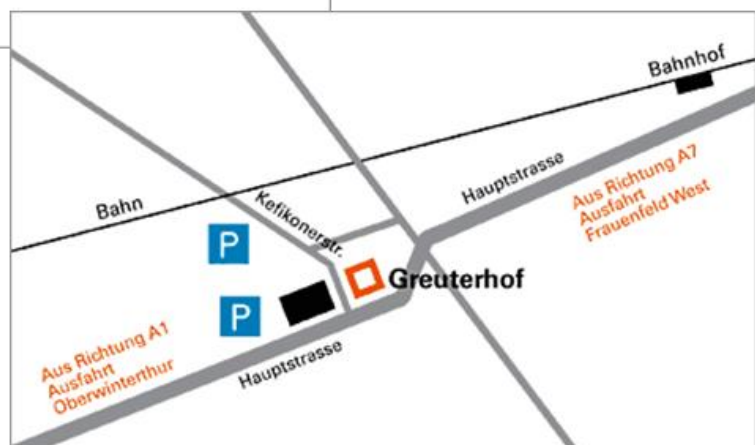 Bahnhof
Hauptstrasse
Aus Richtung A7
Ausfahrt
Frauenfeld West
Bahn
Kefikonerstr.
P
Greuterhof
P
Aus Richtung A1
Ausfahrt
Oberwinterthur
Hauptstrasse